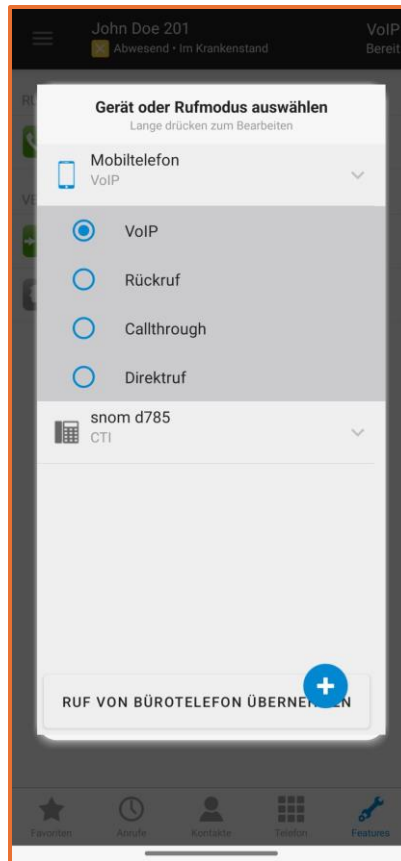 John Doe 201
VoIP
Abwesend • Im Krankenstand
Bereit
Gerät oder Rufmodus auswählen
Lange drücken zum Bearbeiten
Mobiltelefon
VoIP
VoIP
Rückruf
Callthrough
Direktruf
snom d785
CTI
RUF VON BÜROTELEFON
Favoriten
Anrufe
Kontakte
Telefon
Features